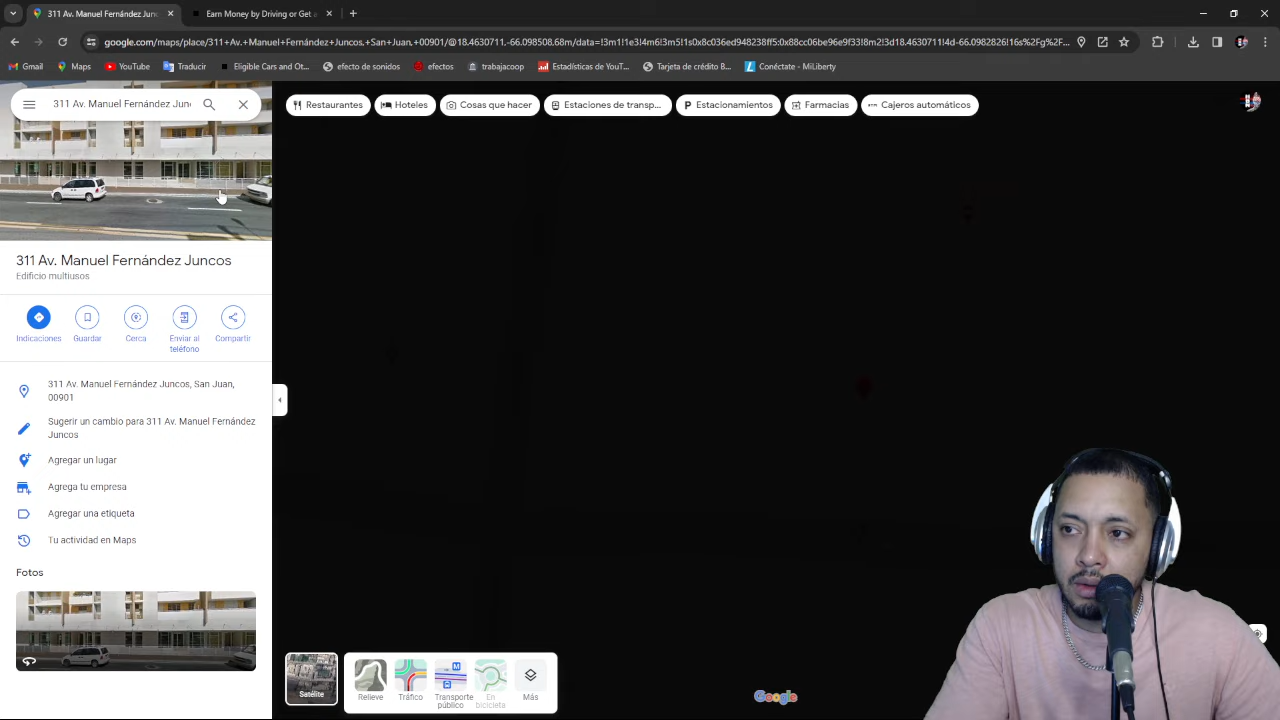 311 Av. Manuel Fernández Junc
Earn Money by Driving or Get a
google.com/maps/place/311+Av.+Manuel+Fernández+Juncos,+San+Juan,+00901/@18.4630711,-66.098508,68m/data=!3m1!1e3!4m6!3m5!1s0x8c036ed948238ff5:0x88cc06be96e9f33!8m2!3d18.4630711!4d-66.0982826!16s%2Fg%2F...
Gmail
Maps
YouTube
Traducir
Eligible Cars and Ot...
efecto de sonidos
efectos
trabajacoop
Estadísticas de YouT...
Tarjeta de crédito B...
Conéctate - MiLiberty
311 Av. Manuel Fernández Junc
Restaurantes
Hoteles
Cosas que hacer
Estaciones de transp...
Estacionamientos
Farmacias
Cajeros automáticos
311 Av. Manuel Fernández Juncos
Edificio multiusos
Indicaciones
Guardar
Cerca
Enviar al
teléfono
Compartir
311 Av. Manuel Fernández Juncos, San Juan,
00901
Sugerir un cambio para 311 Av. Manuel Fernández
Juncos
Agregar un lugar
Agrega tu empresa
Agregar una etiqueta
Tu actividad en Maps
Fotos
Satélite
Relieve
Tráfico
Transporte
público
En
bicicleta
Más
Google